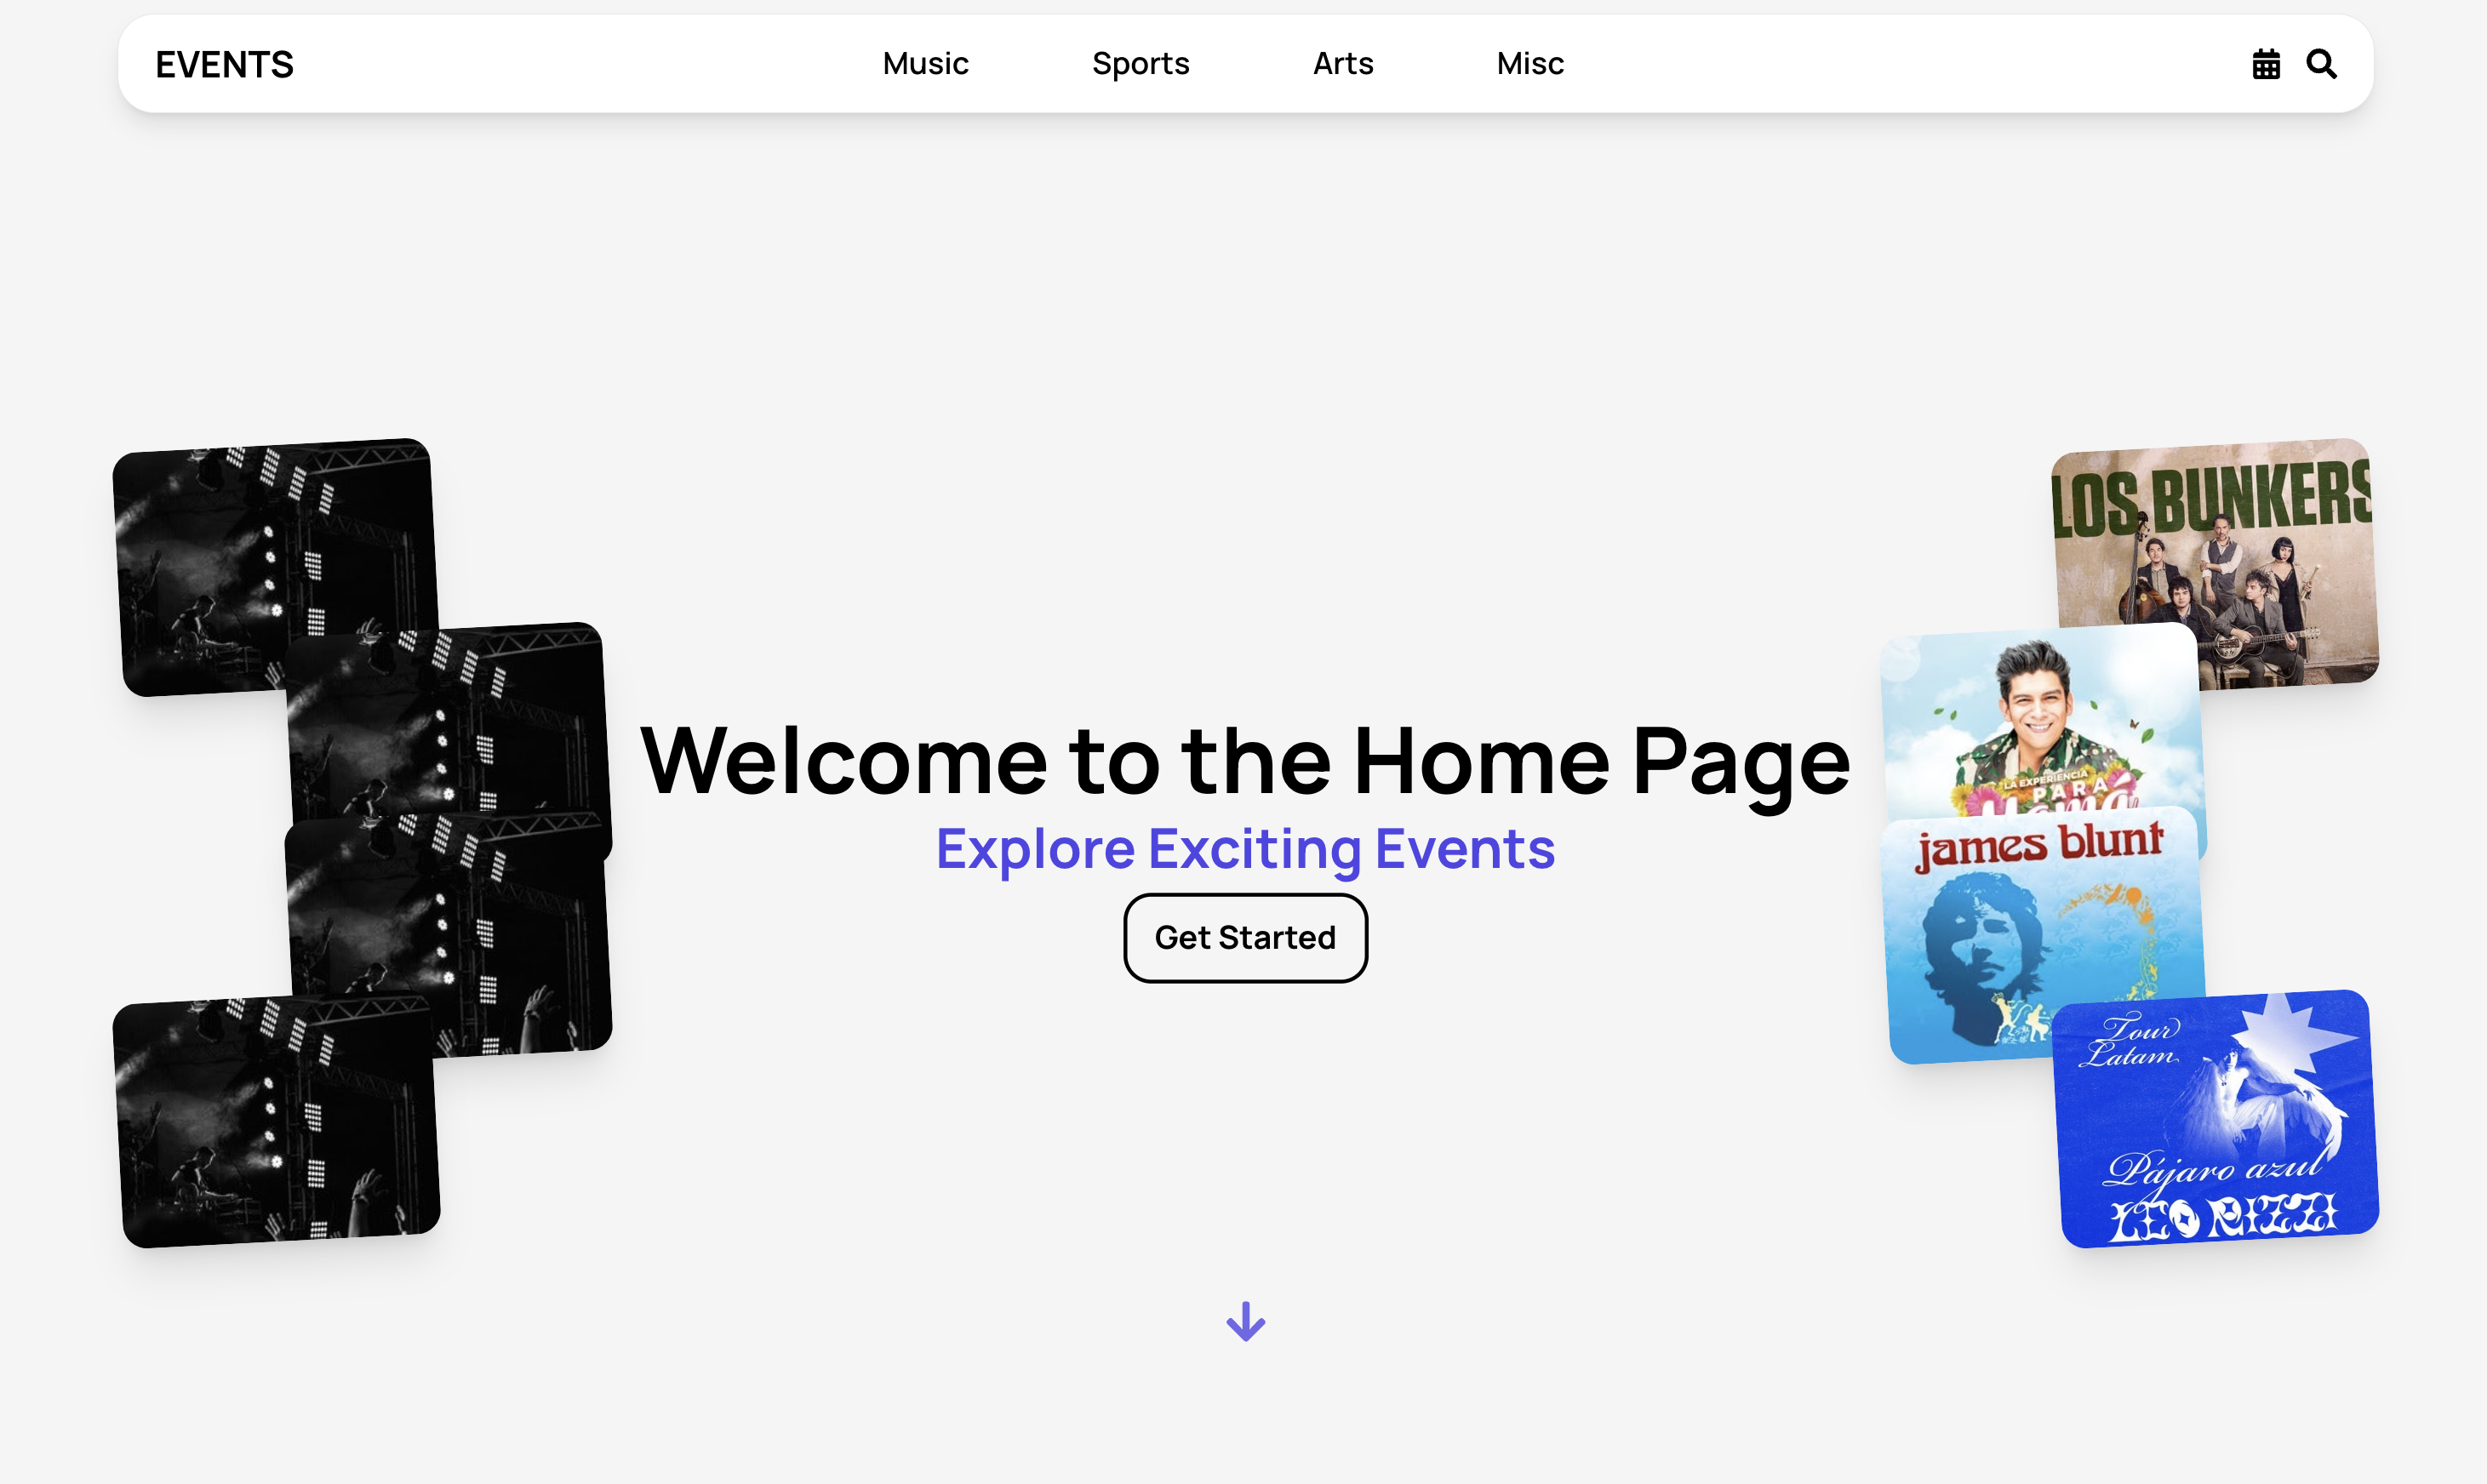 EVENTS
Music
Sports
Arts
Misc
LOS BUNKERS
LA EXPERIENCIA
PARA
Welcome to the Home Page
james blunt
Explore Exciting Events
Get Started
Tour
Latam
Pájaro azul
LEO RIZZI